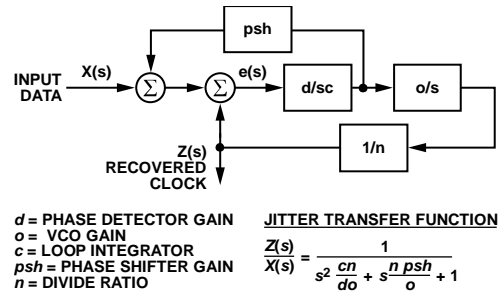 psh
X(s)
e(s)
INPUT
DATA
Σ
Σ
d/sc
o/s
Z(s)
RECOVERED
CLOCK
1/n
d = PHASE DETECTOR GAIN
o = VCO GAIN
c = LOOP INTEGRATOR
psh = PHASE SHIFTER GAIN
n = DIVIDE RATIO
JITTER TRANSFER FUNCTION
Z(s)/X(s) = 1/(s² cn/do + s n psh/o + 1)